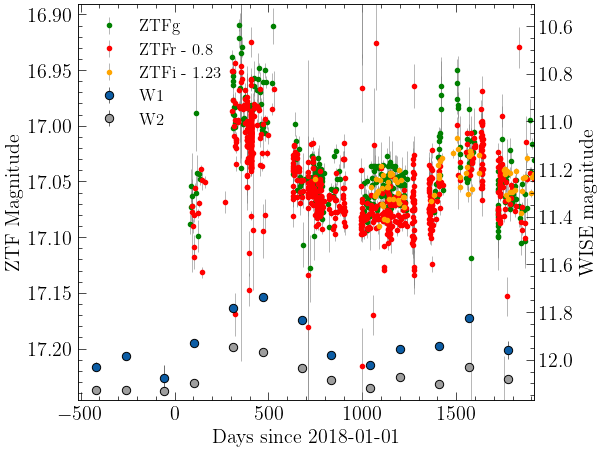 16.90
16.95
17.00
17.05
17.10
17.15
17.20
ZTF Magnitude
ZTFg
ZTFr - 0.8
ZTFi - 1.23
W1
W2
10.6
10.8
11.0
11.2
11.4
11.6
11.8
12.0
WISE magnitude
−500
0
500
1000
1500
Days since 2018-01-01